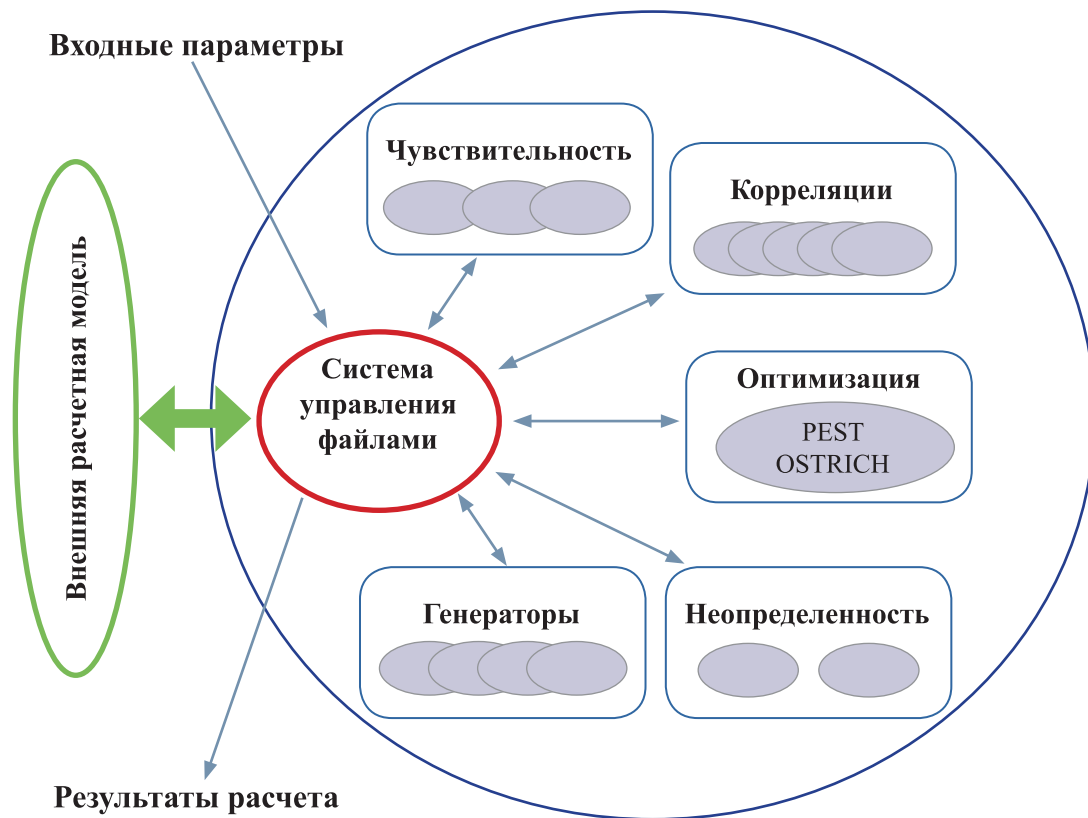 Входные параметры
Чувствительность
Корреляции
Внешняя расчетная модель
Система
управления
файлами
Оптимизация
PEST
OSTRICH
Генераторы
Неопределенность
Результаты расчета